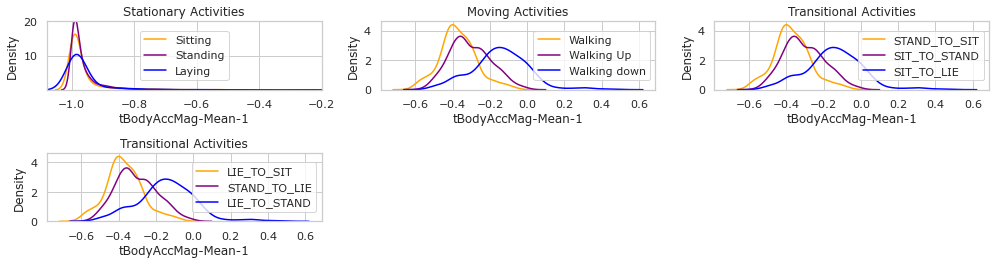 Stationary Activities
Density
20
10
Sitting
Standing
Laying
−1.0 −0.8 −0.6 −0.4 −0.2
tBodyAccMag-Mean-1
Moving Activities
Density
4
2
0
Walking
Walking Up
Walking down
−0.6 −0.4 −0.2 0.0 0.2 0.4 0.6
tBodyAccMag-Mean-1
Transitional Activities
Density
4
2
0
STAND_TO_SIT
SIT_TO_STAND
SIT_TO_LIE
−0.6 −0.4 −0.2 0.0 0.2 0.4 0.6
tBodyAccMag-Mean-1
Transitional Activities
Density
4
2
0
LIE_TO_SIT
STAND_TO_LIE
LIE_TO_STAND
−0.6 −0.4 −0.2 0.0 0.2 0.4 0.6
tBodyAccMag-Mean-1